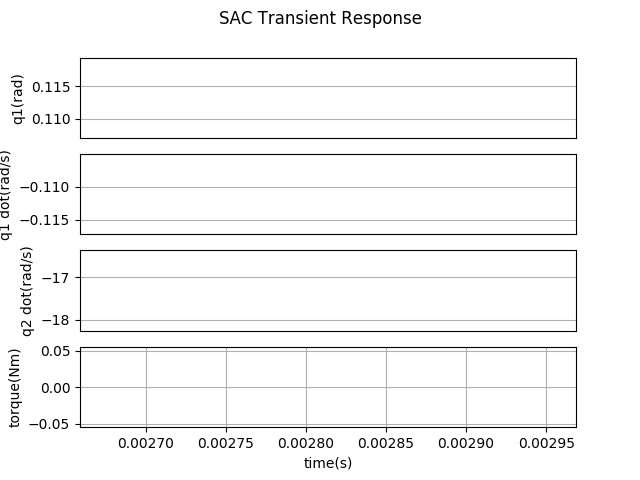 SAC Transient Response
0.115
0.110
q1(rad)
−0.110
−0.115
q1 dot(rad/s)
−17
−18
q2 dot(rad/s)
0.05
0.00
−0.05
torque(Nm)
0.00270 0.00275 0.00280 0.00285 0.00290 0.00295
time(s)